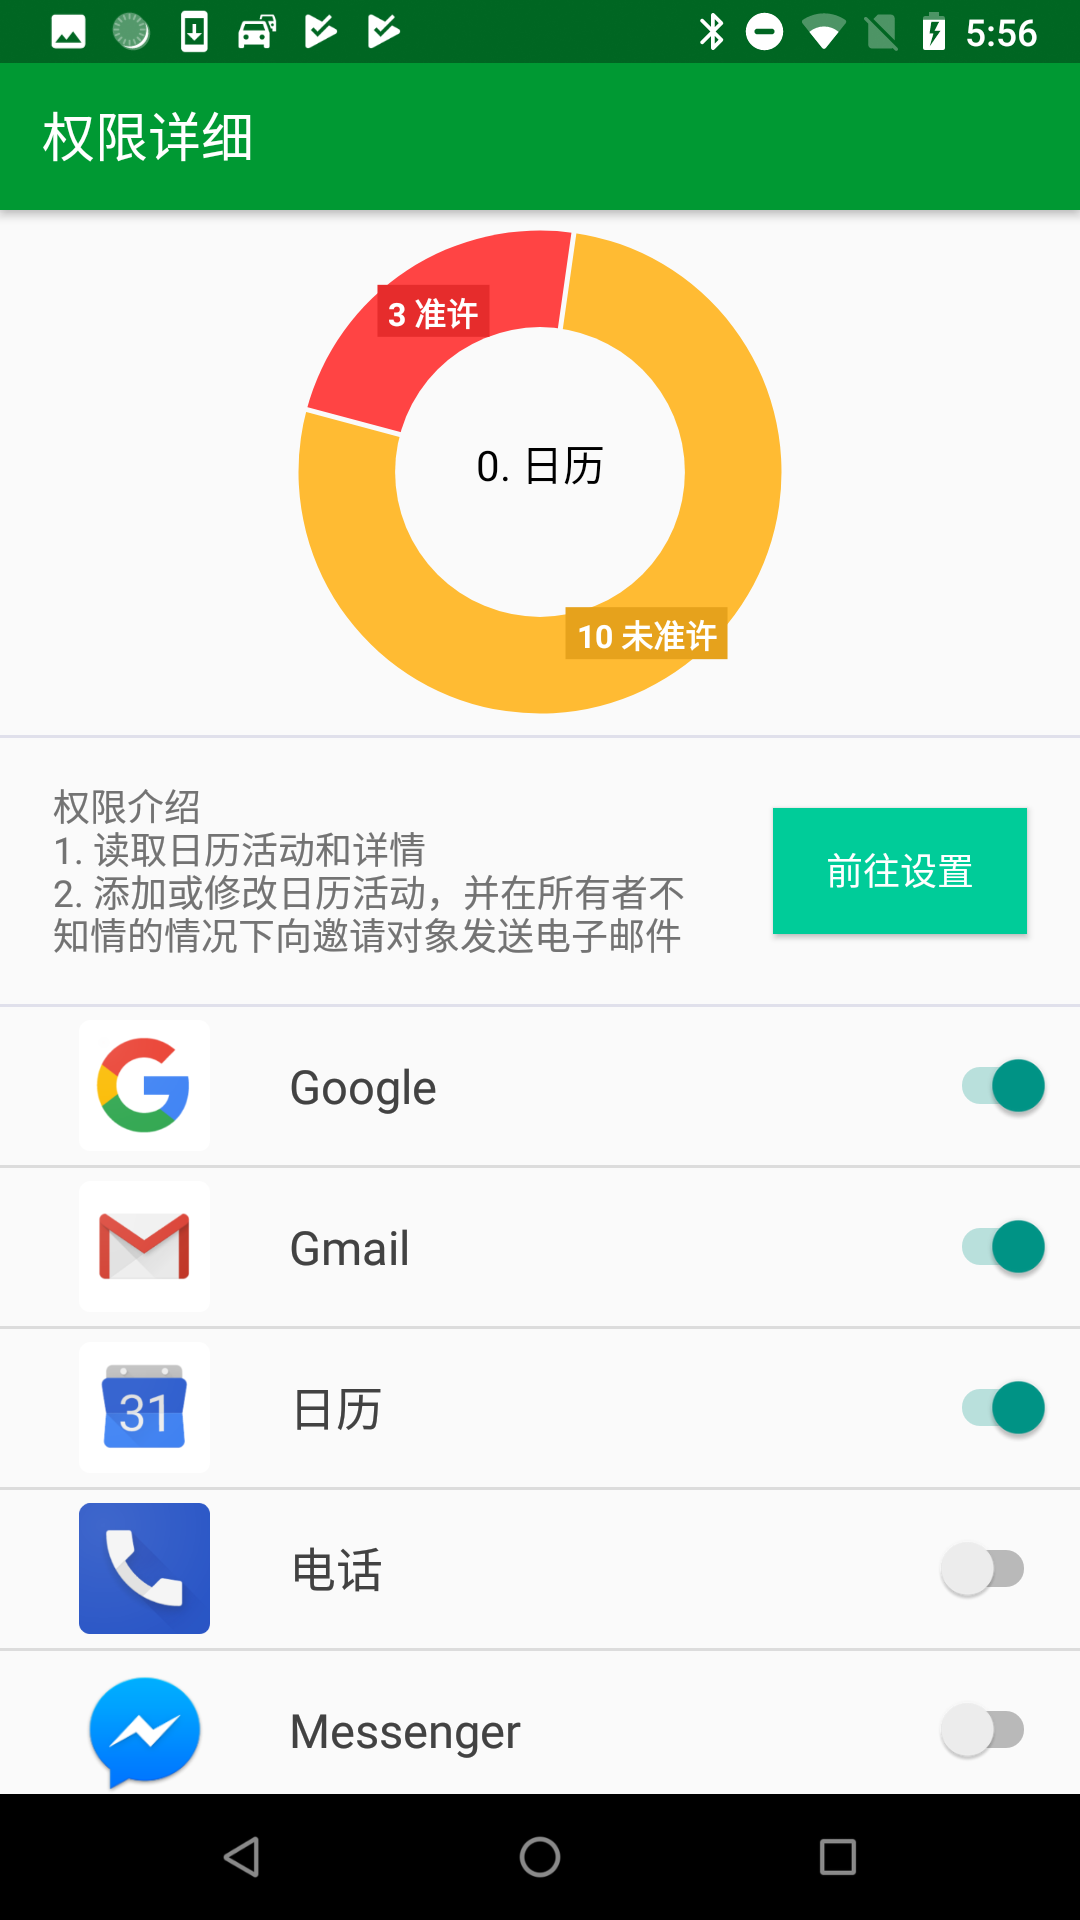 5:56
权限详细
3 准许
0. 日历
10 未准许
权限介绍
1. 读取日历活动和详情
2. 添加或修改日历活动，并在所有者不
知情的情况下向邀请对象发送电子邮件
前往设置
Google
Gmail
31
日历
电话
Messenger